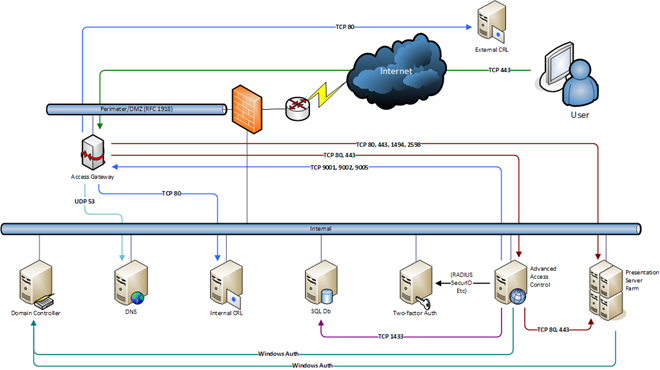 TCP 80
External CRL
Internet
TCP 443
User
Perimeter/DMZ (RFC 1918)
Access Gateway
TCP 80, 443, 1494, 2598
TCP 80, 443
TCP 9001, 9002, 9005
TCP 80
UDP 53
Internal
Domain Controller
DNS
Internal CRL
SQL Db
Two-factor Auth
(RADIUS
SecurID
Etc)
Advanced
Access
Control
Presentation
Server
Farm
TCP 80, 443
TCP 1433
Windows Auth
Windows Auth